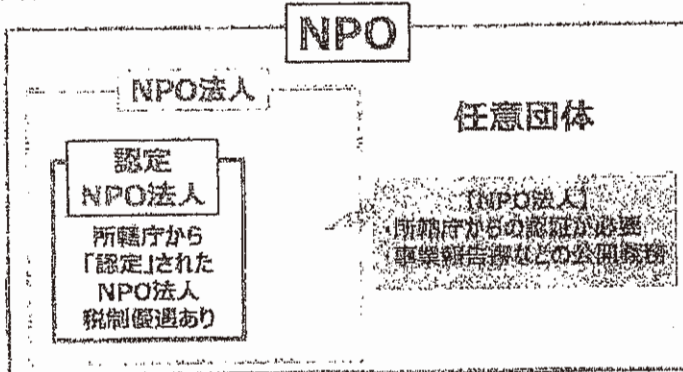 NPO
NPO法人
任意団体
認定
NPO法人
所轄庁から
「認定」された
NPO法人
税制優遇あり
【NPO法人】
・所轄庁からの認証が必要
・事業報告書などの公開義務